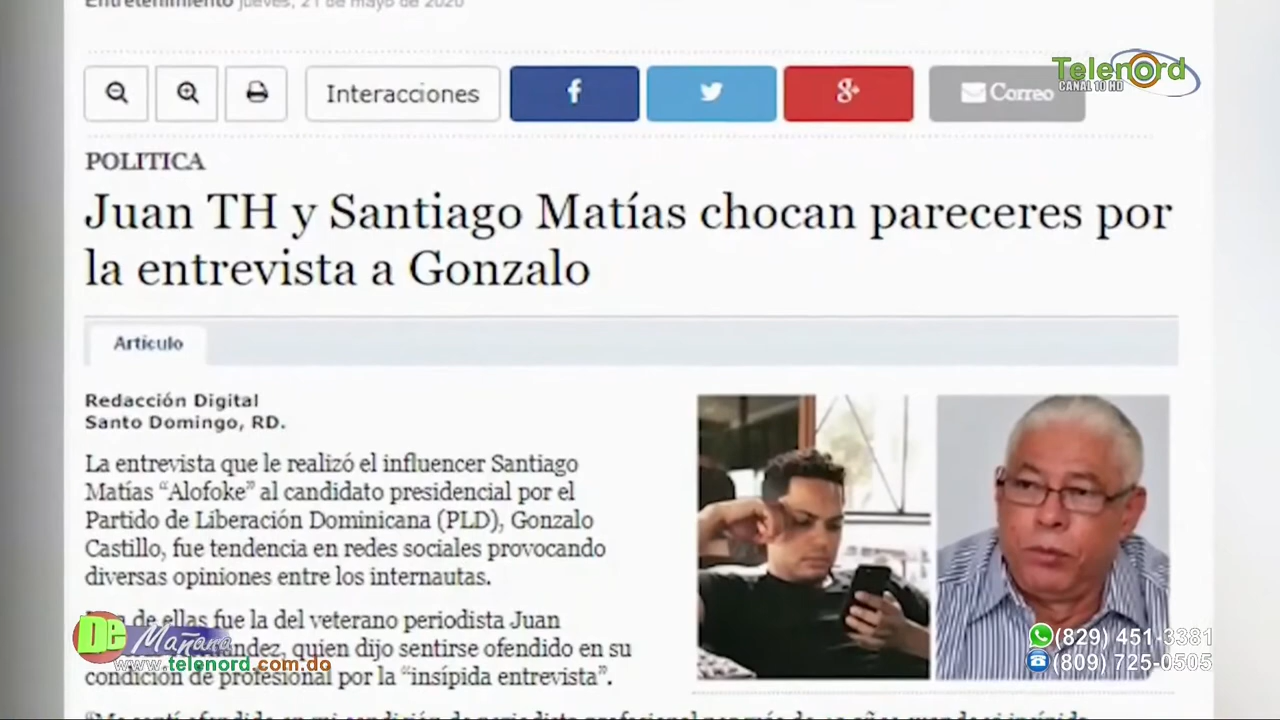 Entretenimiento jueves, 21 de mayo de 2020
Interacciones
Correo
Telenord
CANAL 10 HD
POLITICA
Juan TH y Santiago Matías chocan pareceres por
la entrevista a Gonzalo
Artículo
Redacción Digital
Santo Domingo, RD.
La entrevista que le realizó el influencer Santiago
Matías “Alofoke” al candidato presidencial por el
Partido de Liberación Dominicana (PLD), Gonzalo
Castillo, fue tendencia en redes sociales provocando
diversas opiniones entre los internautas.
de ellas fue la del veterano periodista Juan
quien dijo sentirse ofendido en su
condición de profesional por la “insípida entrevista”.
De Mañana
www.telenord.com.do
(829) 451-3381
(809) 725-0505